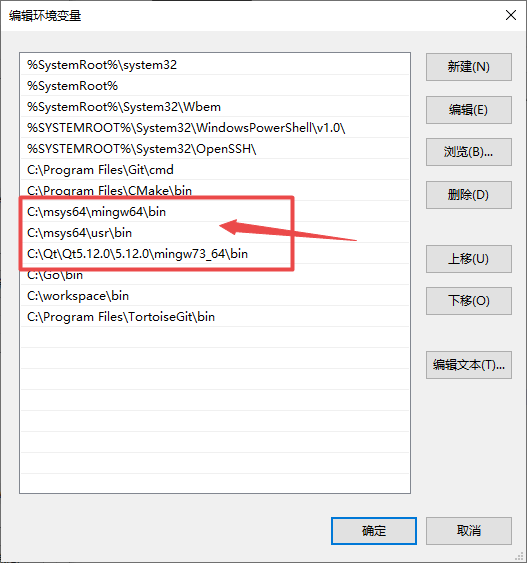 编辑环境变量
%SystemRoot%\system32
%SystemRoot%
%SystemRoot%\System32\Wbem
%SYSTEMROOT%\System32\WindowsPowerShell\v1.0\
%SYSTEMROOT%\System32\OpenSSH\
C:\Program Files\Git\cmd
C:\Program Files\CMake\bin
C:\msys64\mingw64\bin
C:\msys64\usr\bin
C:\Qt\Qt5.12.0\5.12.0\mingw73_64\bin
C:\Go\bin
C:\workspace\bin
C:\Program Files\TortoiseGit\bin
新建(N)
编辑(E)
浏览(B)...
删除(D)
上移(U)
下移(O)
编辑文本(T)...
确定
取消